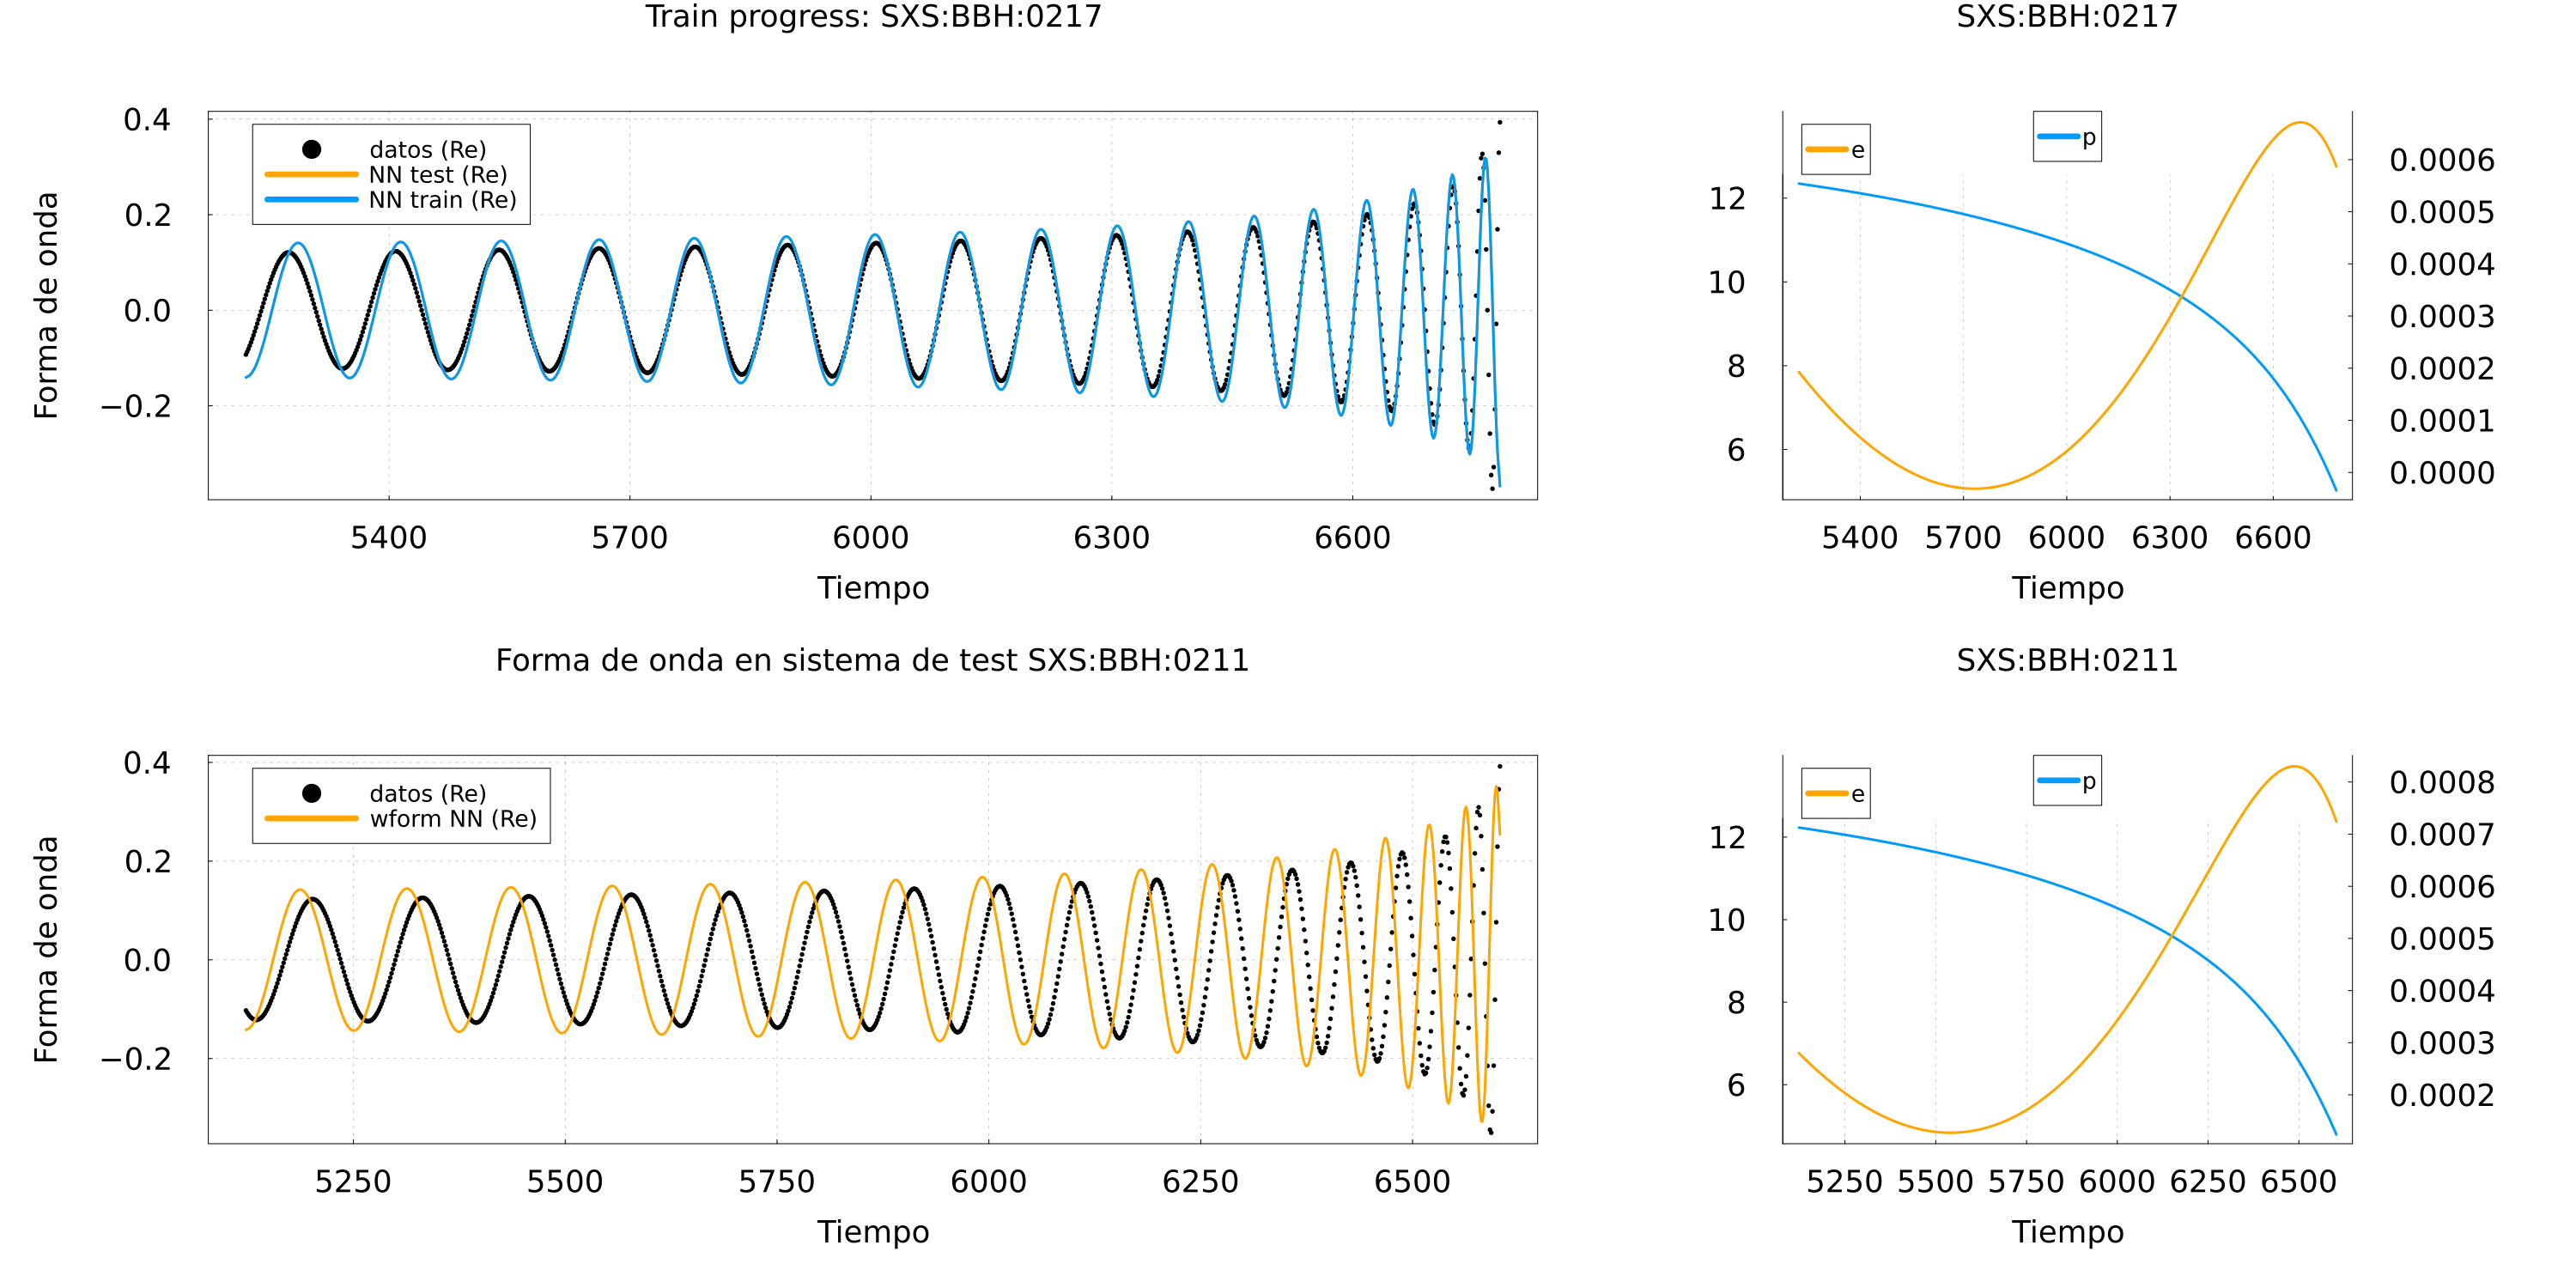 Train progress: SXS:BBH:0217
Forma de onda
0.4
0.2
0.0
−0.2
datos (Re)
NN test (Re)
NN train (Re)
5400 5700 6000 6300 6600
Tiempo
SXS:BBH:0217
e
p
12
10
8
6
0.0006
0.0005
0.0004
0.0003
0.0002
0.0001
0.0000
5400 5700 6000 6300 6600
Tiempo
Forma de onda en sistema de test SXS:BBH:0211
Forma de onda
0.4
0.2
0.0
−0.2
datos (Re)
wform NN (Re)
5250 5500 5750 6000 6250 6500
Tiempo
SXS:BBH:0211
e
p
12
10
8
6
0.0008
0.0007
0.0006
0.0005
0.0004
0.0003
0.0002
5250 5500 5750 6000 6250 6500
Tiempo